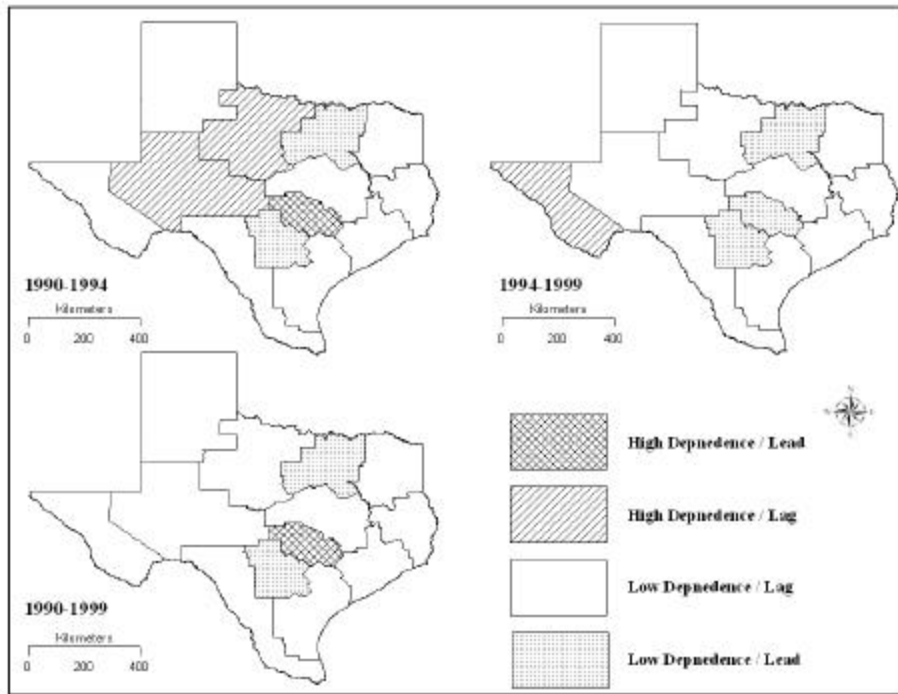 1990-1994
Kilometers
0 200 400
1994-1999
Kilometers
0 200 400
1990-1999
Kilometers
0 200 400
High Depnedence / Lead
High Depnedence / Lag
Low Depnedence / Lag
Low Depnedence / Lead